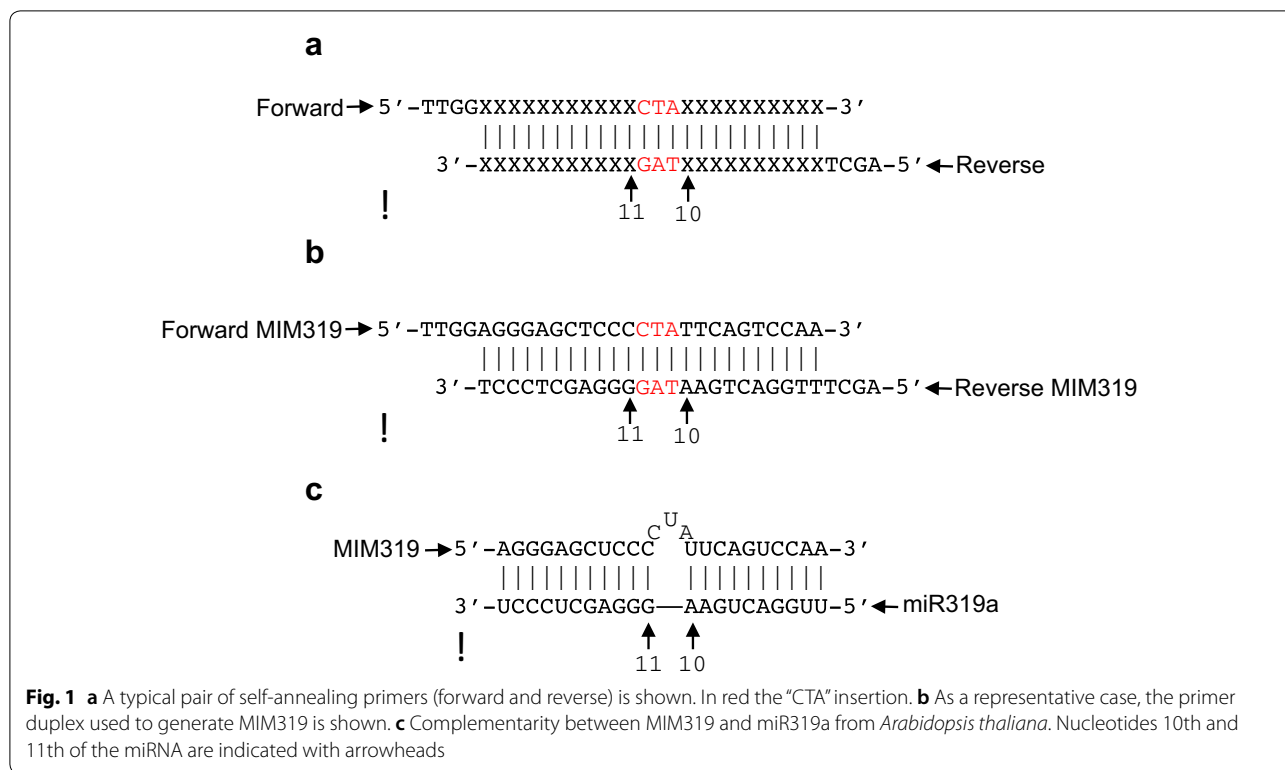 a
Forward 5′-TTGGXXXXXXXXXXXCTAXXXXXXXXXX-3′
3′-XXXXXXXXXXXGATXXXXXXXXXXTCGA-5′ Reverse
! 11 10
b
Forward MIM319 5′-TTGGAGGGAGCTCCCCTATTCAGTCCAA-3′
3′-TCCCTCGAGGGGATAAGTCAGGTTTCGA-5′ Reverse MIM319
! 11 10
c
MIM319 5′-AGGGAGCUCCCCUAUUCAGUCCAA-3′
3′-UCCCUCGAGGG—AAGUCAGGUU-5′ miR319a
! 11 10
Fig. 1 a A typical pair of self-annealing primers (forward and reverse) is shown. In red the “CTA” insertion. b As a representative case, the primer
duplex used to generate MIM319 is shown. c Complementarity between MIM319 and miR319a from Arabidopsis thaliana. Nucleotides 10th and
11th of the miRNA are indicated with arrowheads